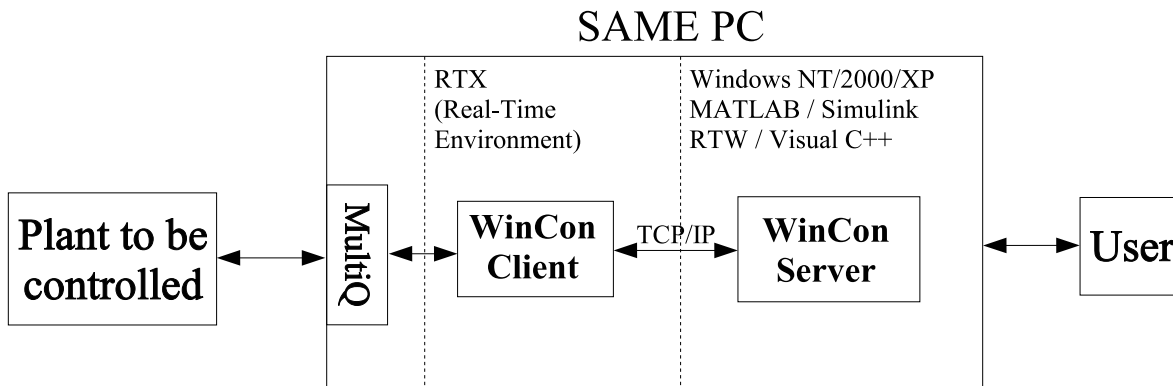 SAME PC
RTX
(Real-Time
Environment)
Windows NT/2000/XP
MATLAB / Simulink
RTW / Visual C++
Plant to be
controlled
MultiQ
WinCon
Client
TCP/IP
WinCon
Server
User